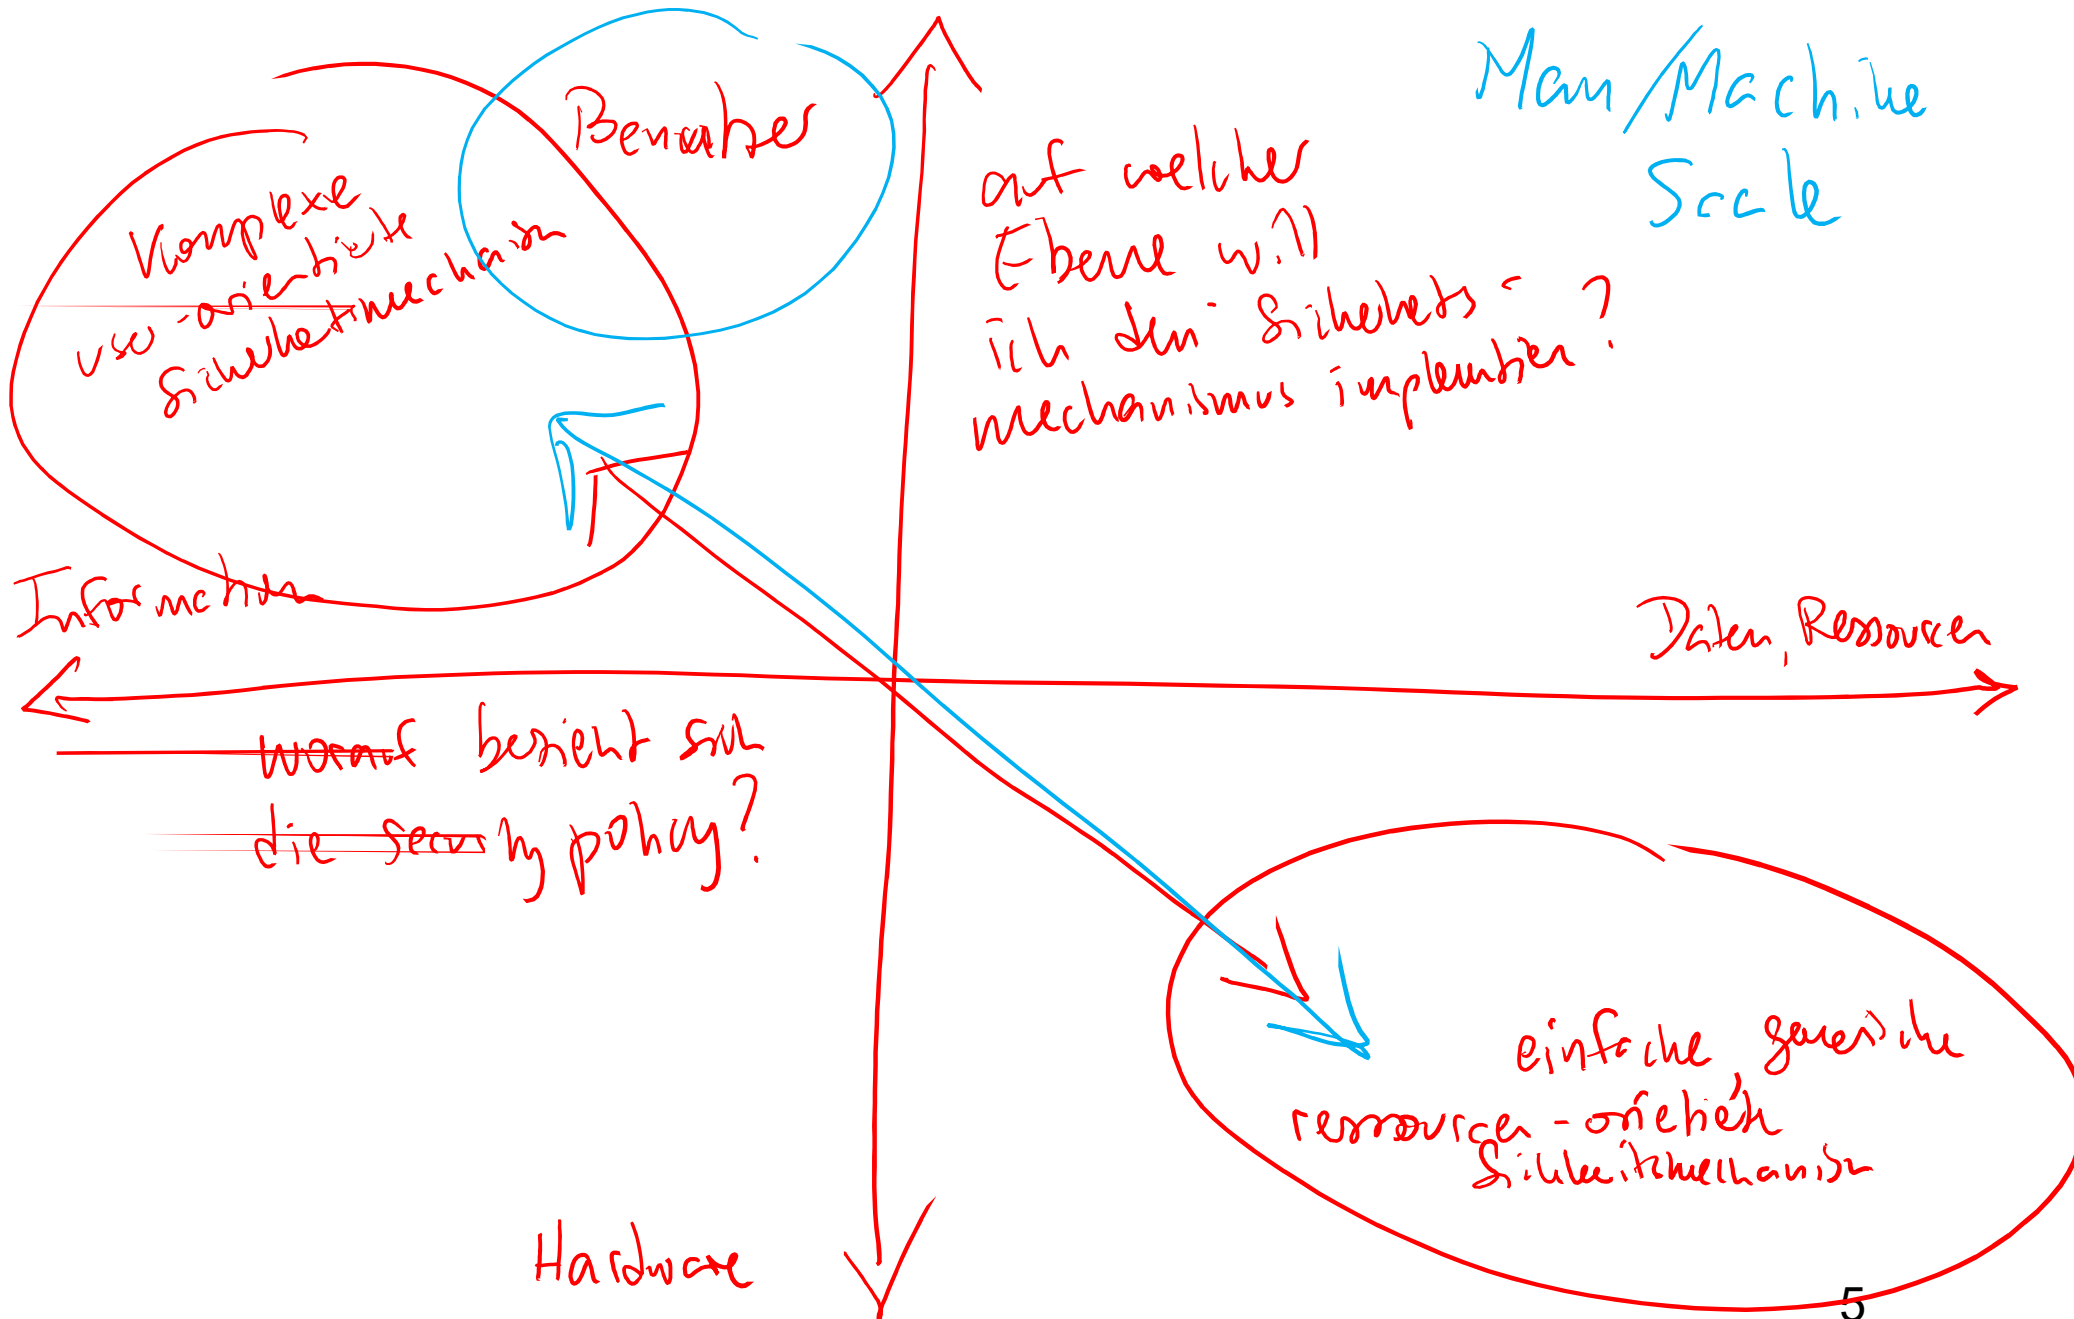 Man/Machine
Scale
Benutzer
auf welcher
Ebene will
ich den Sicherheits-
mechanismus implementieren?
Komplexe
user-orientierte
Sicherheitsmechanismen
Information
Daten, Ressourcen
worauf bezieht sich
die security policy?
einfache, generische
ressourcen-orientierte
Sicherheitsmechanismen
Hardware
5